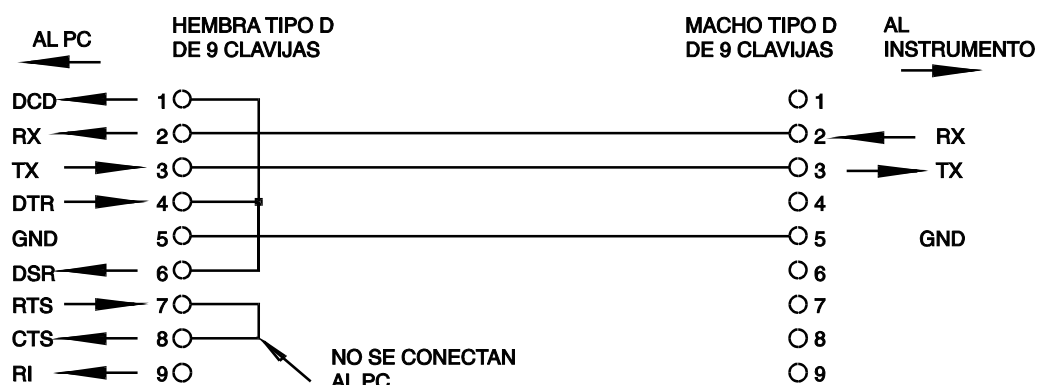 AL PC
HEMBRA TIPO D
DE 9 CLAVIJAS
MACHO TIPO D
DE 9 CLAVIJAS
AL
INSTRUMENTO
DCD 1 1
RX 2 2 RX
TX 3 3 TX
DTR 4 4
GND 5 5 GND
DSR 6 6
RTS 7 7
CTS 8 8
RI 9 9
NO SE CONECTAN
AL PC